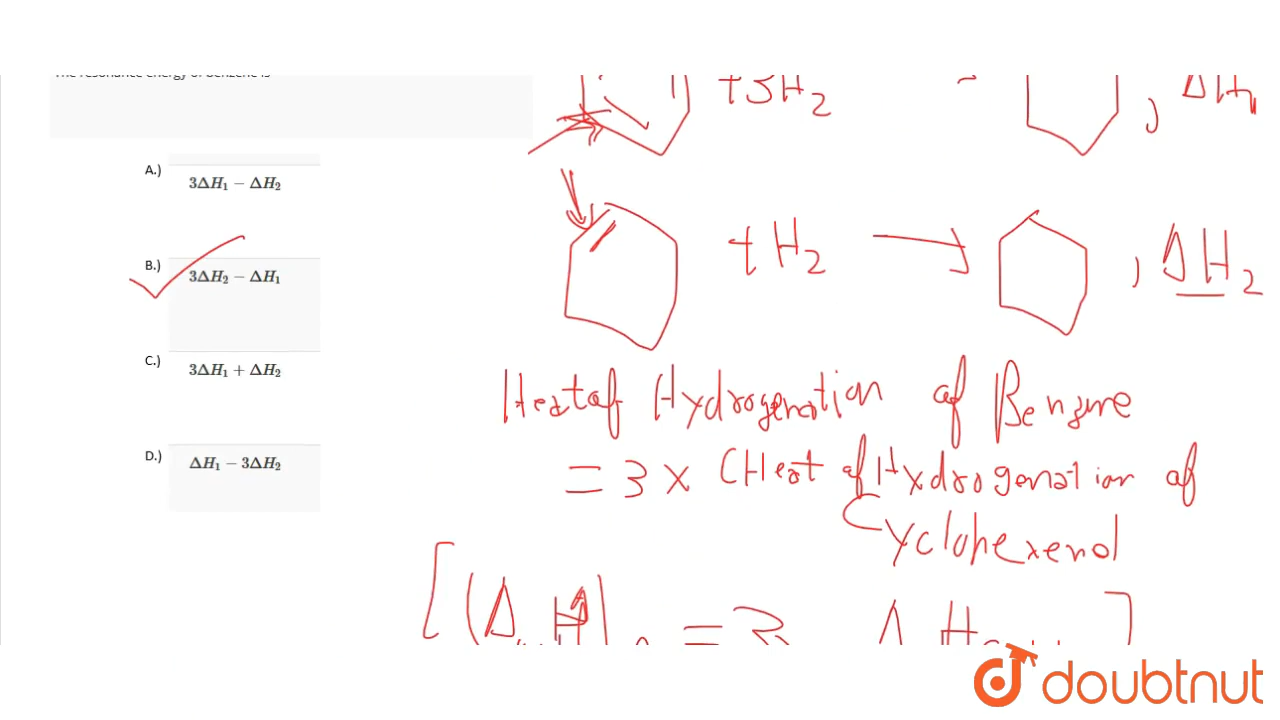 The resonance energy of benzene is
+3H2
, ΔH1
A.)
3ΔH₁ − ΔH₂
B.)
3ΔH₂ − ΔH₁
C.)
3ΔH₁ + ΔH₂
D.)
ΔH₁ − 3ΔH₂
+ H2 → , ΔH2
Heat of Hydrogenation of Benzene
= 3 × (Heat of Hydrogenation of
Cyclohexenol
doubtnut